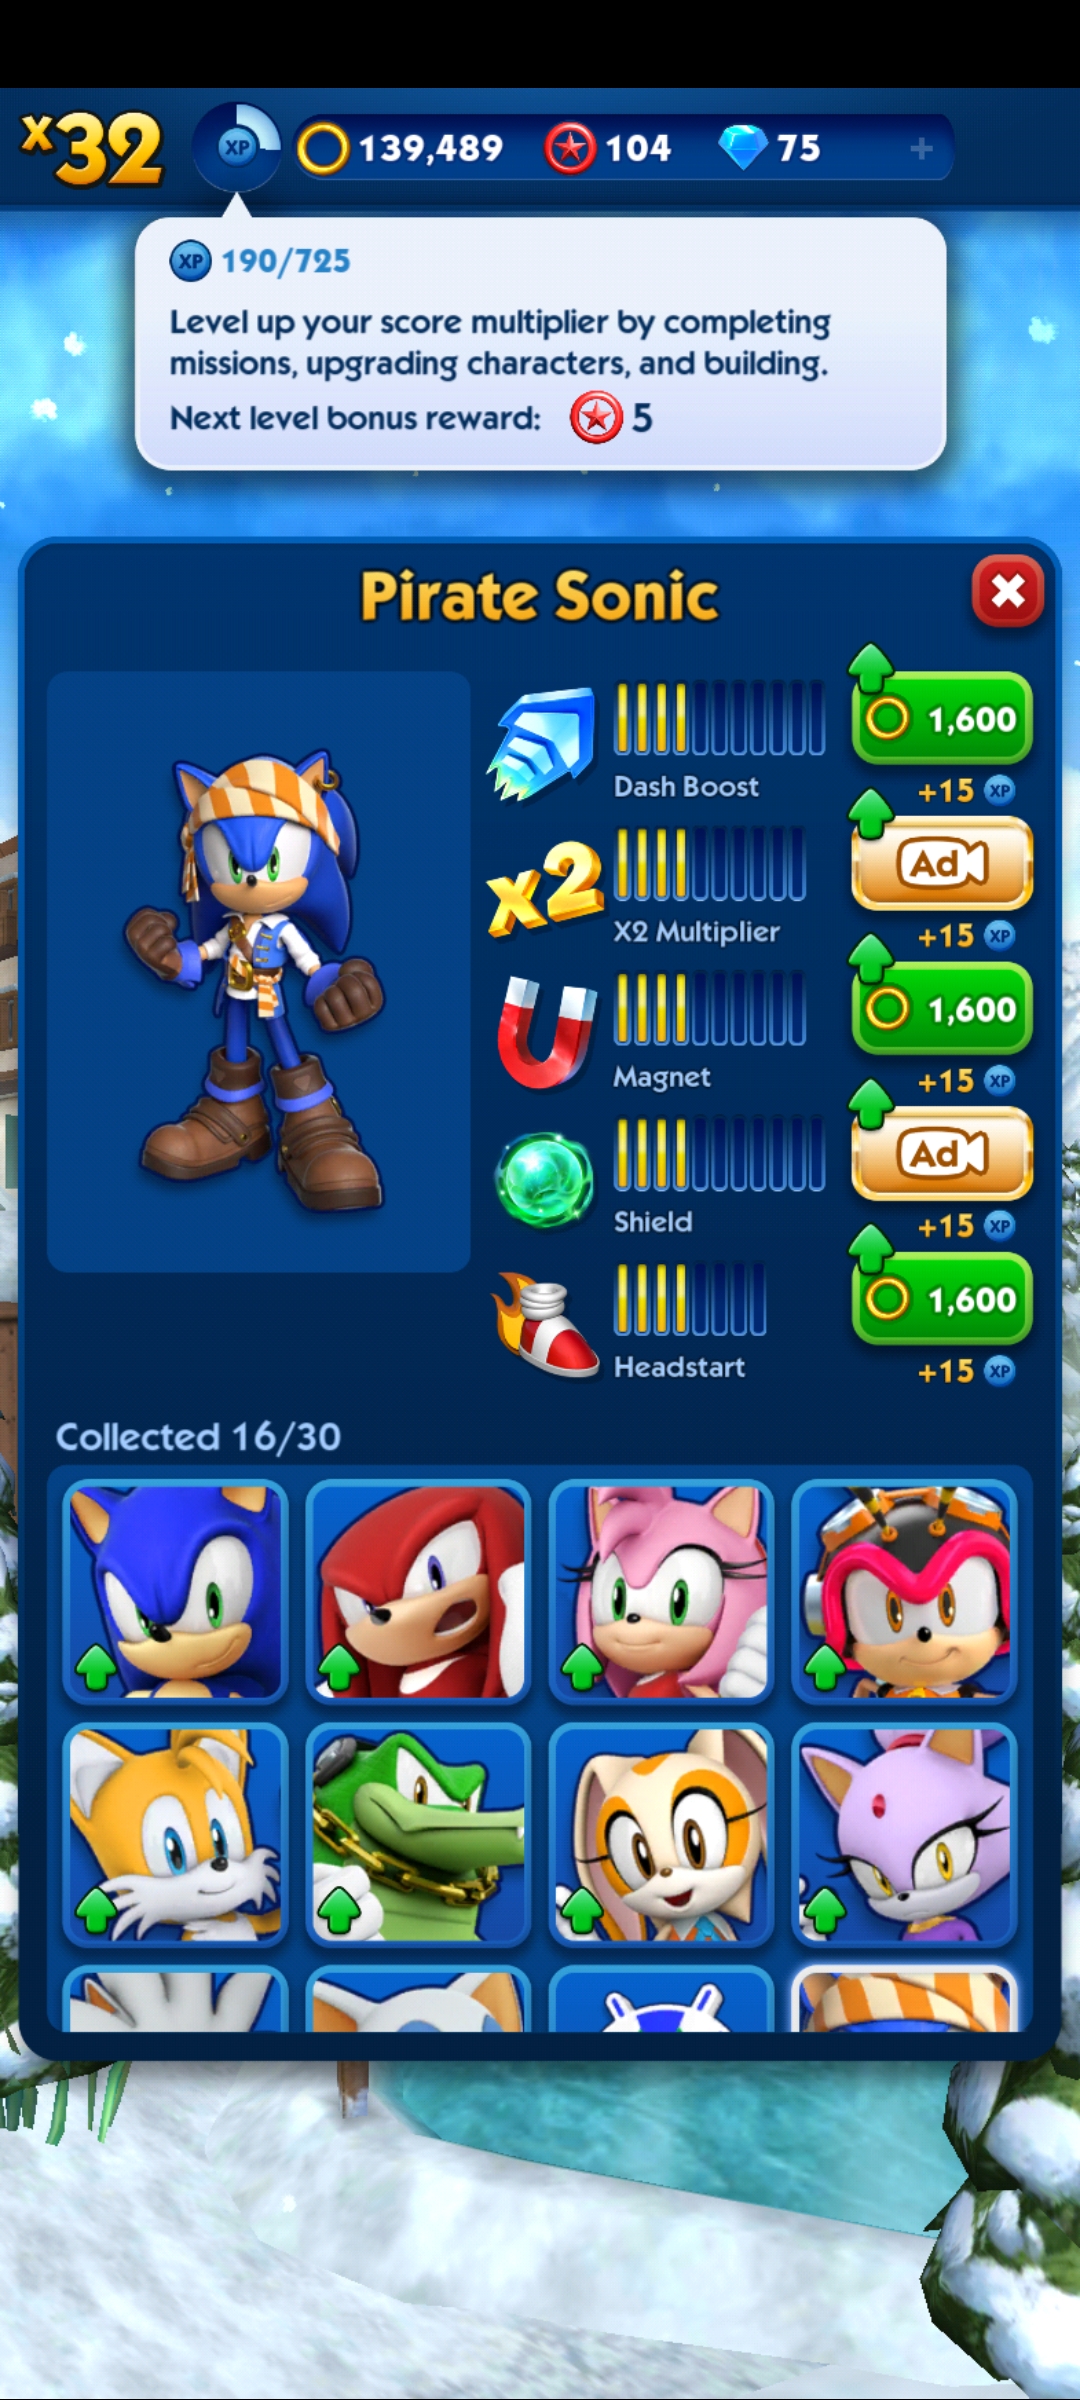 x32
XP
139,489
104
75
+
XP 190/725
Level up your score multiplier by completing
missions, upgrading characters, and building.
Next level bonus reward: 5
Pirate Sonic
1,600
Dash Boost
+15 XP
x2
Ad
X2 Multiplier
+15 XP
1,600
Magnet
+15 XP
Ad
Shield
+15 XP
1,600
Headstart
+15 XP
Collected 16/30